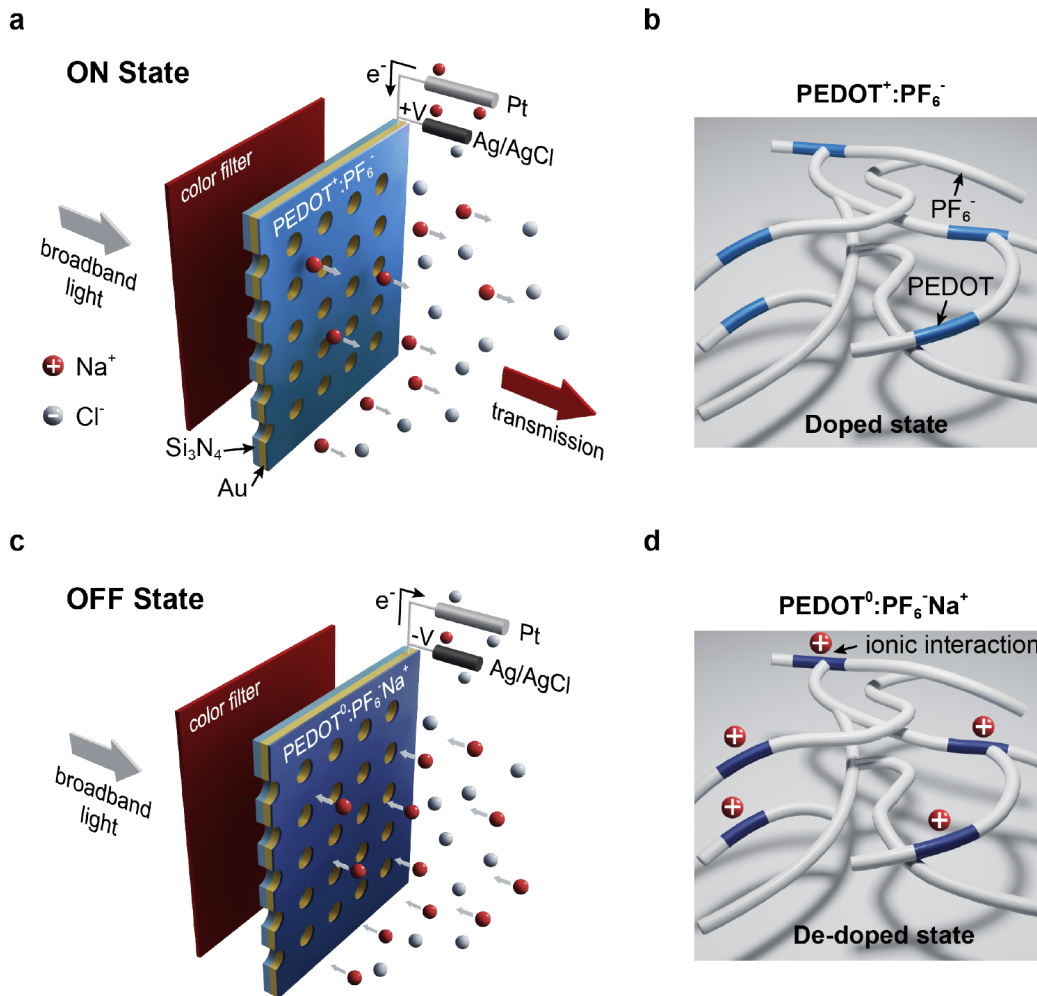 a
ON State
e⁻
+V
Pt
Ag/AgCl
color filter
PEDOT⁺:PF₆⁻
broadband
light
Na⁺
Cl⁻
Si₃N₄
Au
transmission
b
PEDOT⁺:PF₆⁻
PF₆⁻
PEDOT
Doped state
c
OFF State
e⁻
-V
Pt
Ag/AgCl
color filter
PEDOT⁰:PF₆⁻Na⁺
broadband
light
d
PEDOT⁰:PF₆⁻Na⁺
ionic interaction
De-doped state